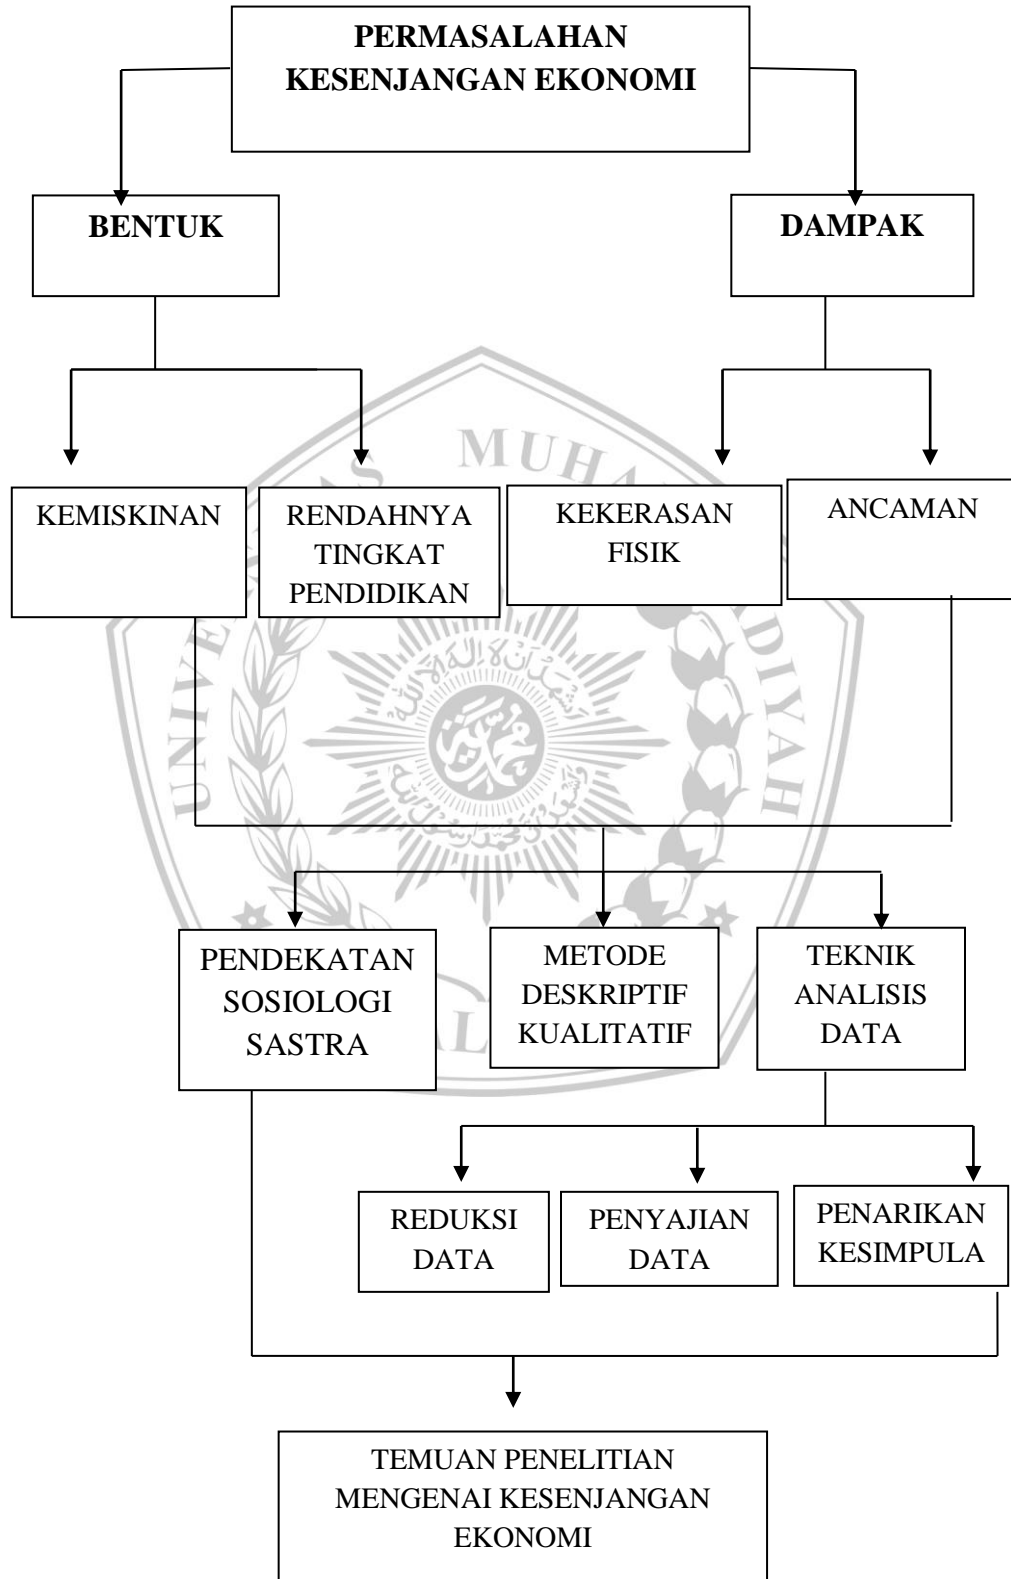 PERMASALAHAN
KESENJANGAN EKONOMI
BENTUK
DAMPAK
KEMISKINAN
RENDAHNYA
TINGKAT
PENDIDIKAN
KEKERASAN
FISIK
ANCAMAN
PENDEKATAN
SOSIOLOGI
SASTRA
METODE
DESKRIPTIF
KUALITATIF
TEKNIK
ANALISIS
DATA
REDUKSI
DATA
PENYAJIAN
DATA
PENARIKAN
KESIMPULA
TEMUAN PENELITIAN
MENGENAI KESENJANGAN
EKONOMI